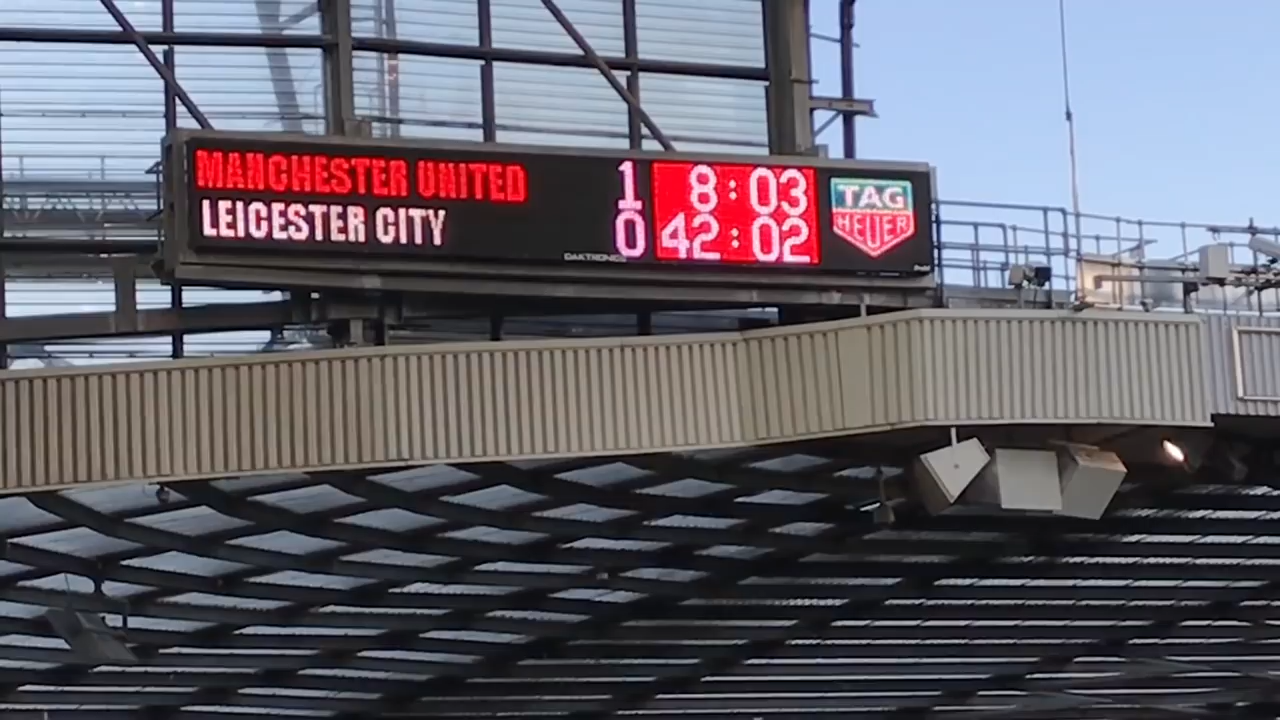 MANCHESTER UNITED 1 8:03
LEICESTER CITY 0 42:02
TAG
HEUER
DAKTRONICS